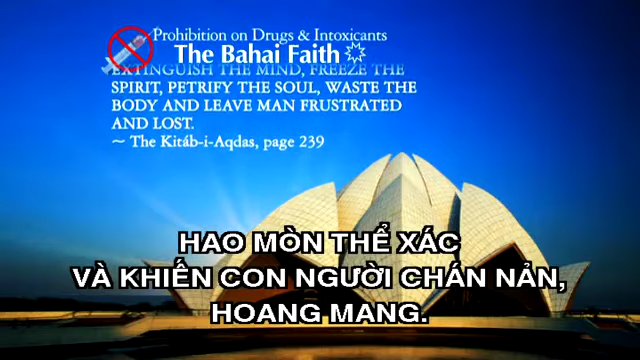 Prohibition on Drugs & Intoxicants
The Bahai Faith
EXTINGUISH THE MIND, FREEZE THE
SPIRIT, PETRIFY THE SOUL, WASTE THE
BODY AND LEAVE MAN FRUSTRATED
AND LOST.
~ The Kitáb-i-Aqdas, page 239
HAO MÒN THỂ XÁC
VÀ KHIẾN CON NGƯỜI CHÁN NẢN,
HOANG MANG.